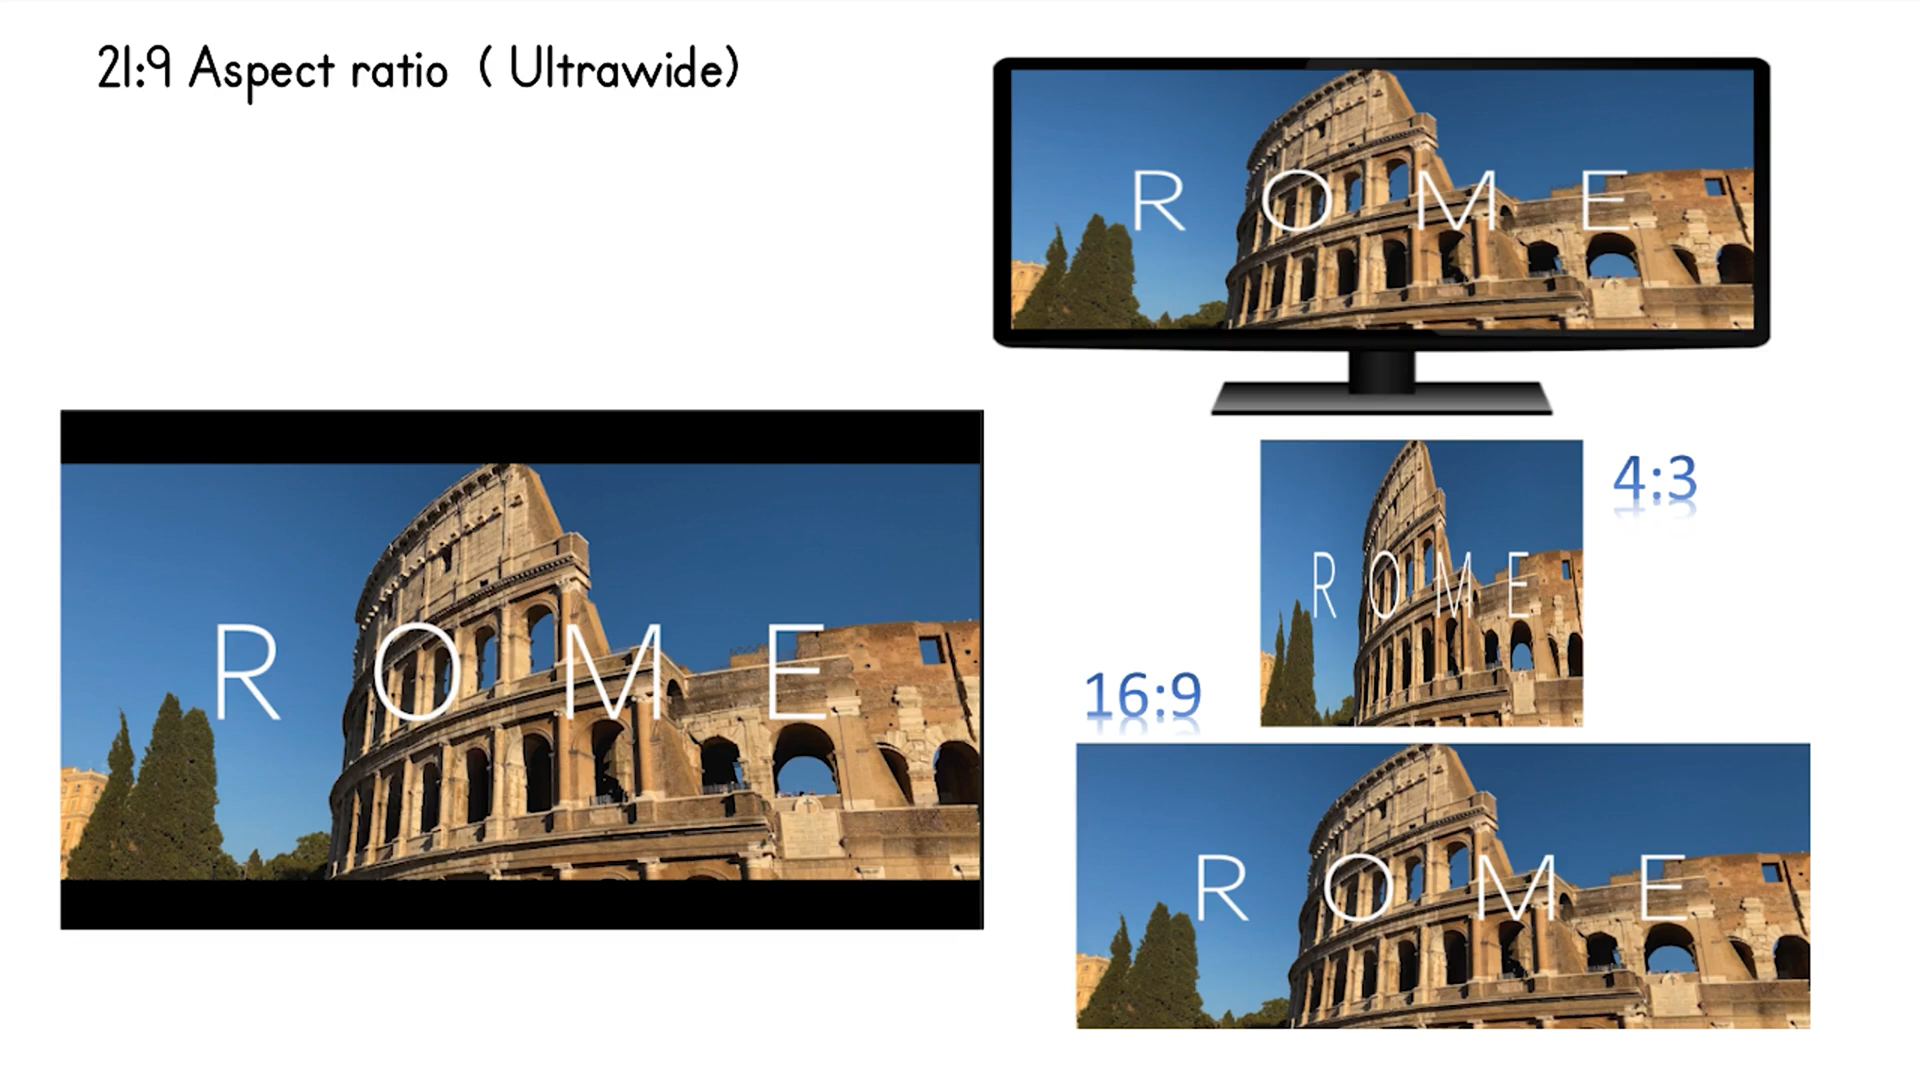 21:9 Aspect ratio ( Ultrawide)
R O M E
4:3
R O M E
R O M E
16:9
R O M E